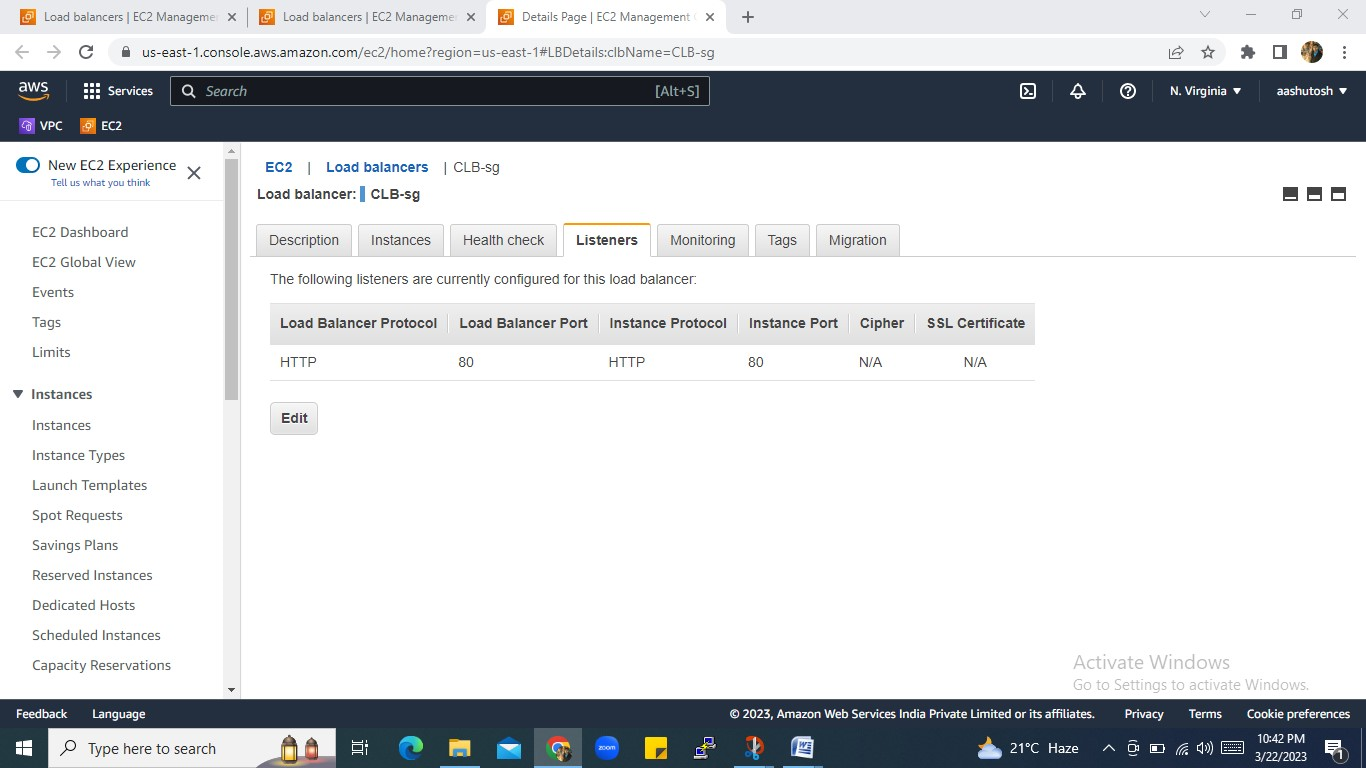 Load balancers | EC2 Manageme
Load balancers | EC2 Manageme
Details Page | EC2 Management
us-east-1.console.aws.amazon.com/ec2/home?region=us-east-1#LBDetails:clbName=CLB-sg
aws
Services
Search
[Alt+S]
N. Virginia
aashutosh
VPC
EC2
New EC2 Experience
Tell us what you think
EC2 Dashboard
EC2 Global View
Events
Tags
Limits
Instances
Instances
Instance Types
Launch Templates
Spot Requests
Savings Plans
Reserved Instances
Dedicated Hosts
Scheduled Instances
Capacity Reservations
EC2 | Load balancers | CLB-sg
Load balancer: CLB-sg
Description Instances Health check Listeners Monitoring Tags Migration
The following listeners are currently configured for this load balancer:
Load Balancer Protocol Load Balancer Port Instance Protocol Instance Port Cipher SSL Certificate
HTTP 80 HTTP 80 N/A N/A
Edit
Activate Windows
Go to Settings to activate Windows.
Feedback Language
© 2023, Amazon Web Services India Private Limited or its affiliates. Privacy Terms Cookie preferences
Type here to search
zoom
21°C Haze
10:42 PM
3/22/2023
1